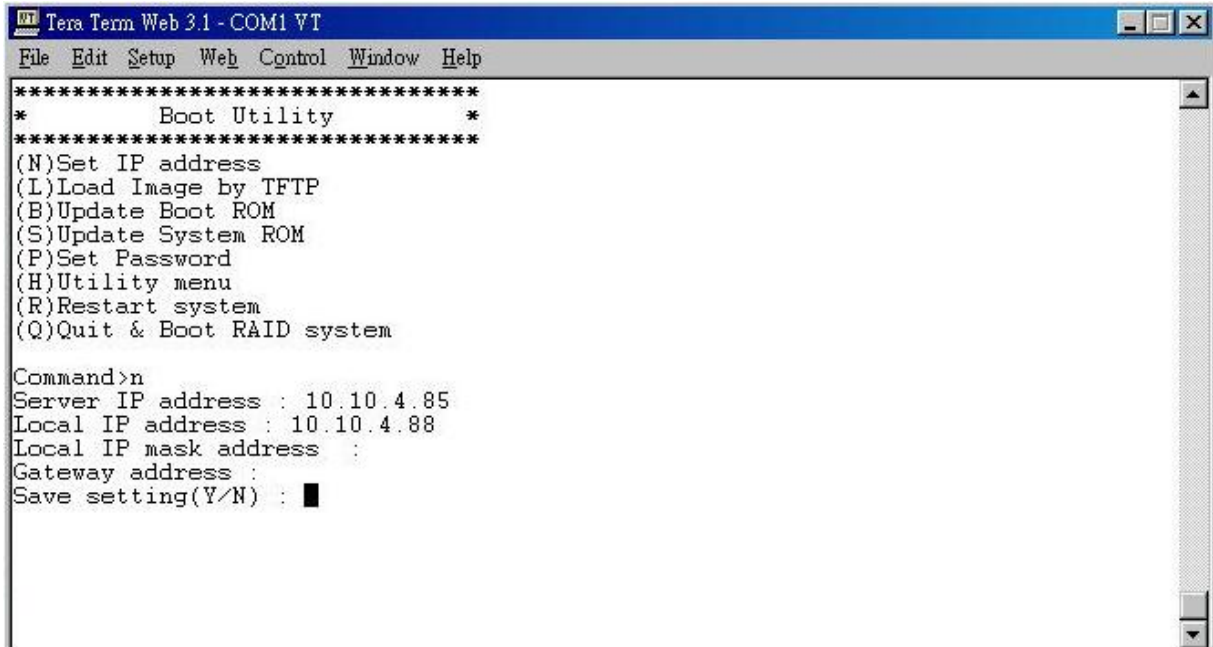 Tera Term Web 3.1 - COM1 VT
File Edit Setup Web Control Window Help
*********************************
* Boot Utility *
*********************************
(N)Set IP address
(L)Load Image by TFTP
(B)Update Boot ROM
(S)Update System ROM
(P)Set Password
(H)Utility menu
(R)Restart system
(Q)Quit & Boot RAID system
Command>n
Server IP address : 10.10.4.85
Local IP address : 10.10.4.88
Local IP mask address :
Gateway address :
Save setting(Y/N) :